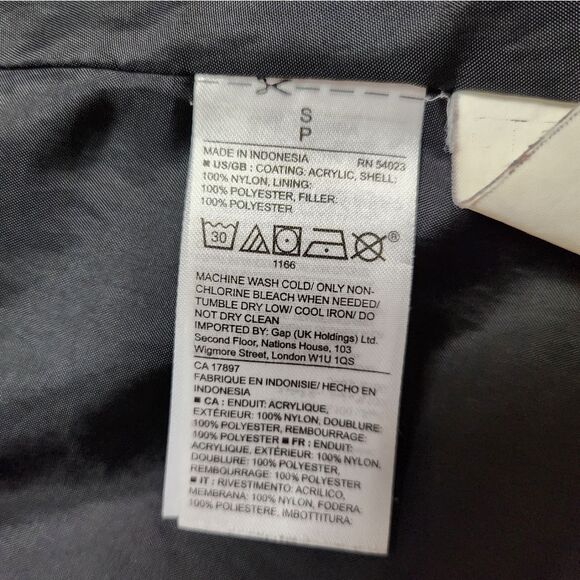 S
P
MADE IN INDONESIA RN 54023
■ US/GB : COATING: ACRYLIC, SHELL:
100% NYLON, LINING:
100% POLYESTER, FILLER:
100% POLYESTER
30 ®
1166
MACHINE WASH COLD/ ONLY NON-
CHLORINE BLEACH WHEN NEEDED/
TUMBLE DRY LOW/ COOL IRON/ DO
NOT DRY CLEAN
IMPORTED BY: Gap (UK Holdings) Ltd.
Second Floor, Nations House, 103
Wigmore Street, London W1U 1QS
CA 17897
FABRIQUE EN INDONISIE/ HECHO EN
INDONESIA
■ CA : ENDUIT: ACRYLIQUE,
EXTÉRIEUR: 100% NYLON, DOUBLURE:
100% POLYESTER, REMBOURRAGE:
100% POLYESTER ■ FR : ENDUIT:
ACRYLIQUE, EXTÉRIEUR: 100% NYLON,
DOUBLURE: 100% POLYESTER,
REMBOURRAGE: 100% POLYESTER
■ IT : RIVESTIMENTO: ACRILICO,
MEMBRANA: 100% NYLON, FODERA:
100% POLIESTERE, IMBOTTITURA: